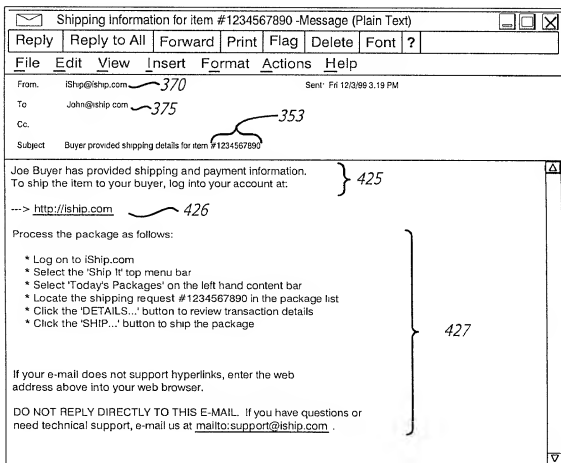 Shipping information for item #1234567890 -Message (Plain Text)
Reply Reply to All Forward Print Flag Delete Font ?
File Edit View Insert Format Actions Help
From. iShip@iship.com 370 Sent· Fri 12/3/99 3.19 PM
To John@iship com 375
353
Cc.
Subject Buyer provided shipping details for item #1234567890
Joe Buyer has provided shipping and payment information.
To ship the item to your buyer, log into your account at:
425
---> http://iship.com 426
Process the package as follows:
* Log on to iShip.com
* Select the 'Ship It' top menu bar
* Select 'Today's Packages' on the left hand content bar
* Locate the shipping request #1234567890 in the package list
* Click the 'DETAILS...' button to review transaction details
* Click the 'SHIP...' button to ship the package
427
If your e-mail does not support hyperlinks, enter the web
address above into your web browser.
DO NOT REPLY DIRECTLY TO THIS E-MAIL. If you have questions or
need technical support, e-mail us at mailto:support@iship.com .